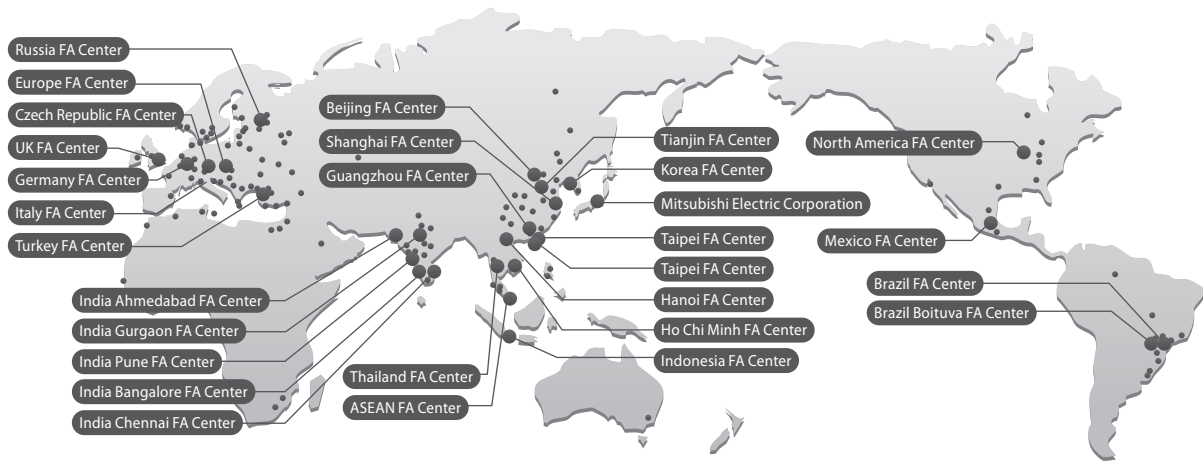 Russia FA Center
Europe FA Center
Czech Republic FA Center
UK FA Center
Germany FA Center
Italy FA Center
Turkey FA Center
India Ahmedabad FA Center
India Gurgaon FA Center
India Pune FA Center
India Bangalore FA Center
India Chennai FA Center
Beijing FA Center
Shanghai FA Center
Guangzhou FA Center
Thailand FA Center
ASEAN FA Center
Tianjin FA Center
Korea FA Center
Mitsubishi Electric Corporation
Taipei FA Center
Taipei FA Center
Hanoi FA Center
Ho Chi Minh FA Center
Indonesia FA Center
North America FA Center
Mexico FA Center
Brazil FA Center
Brazil Boituva FA Center